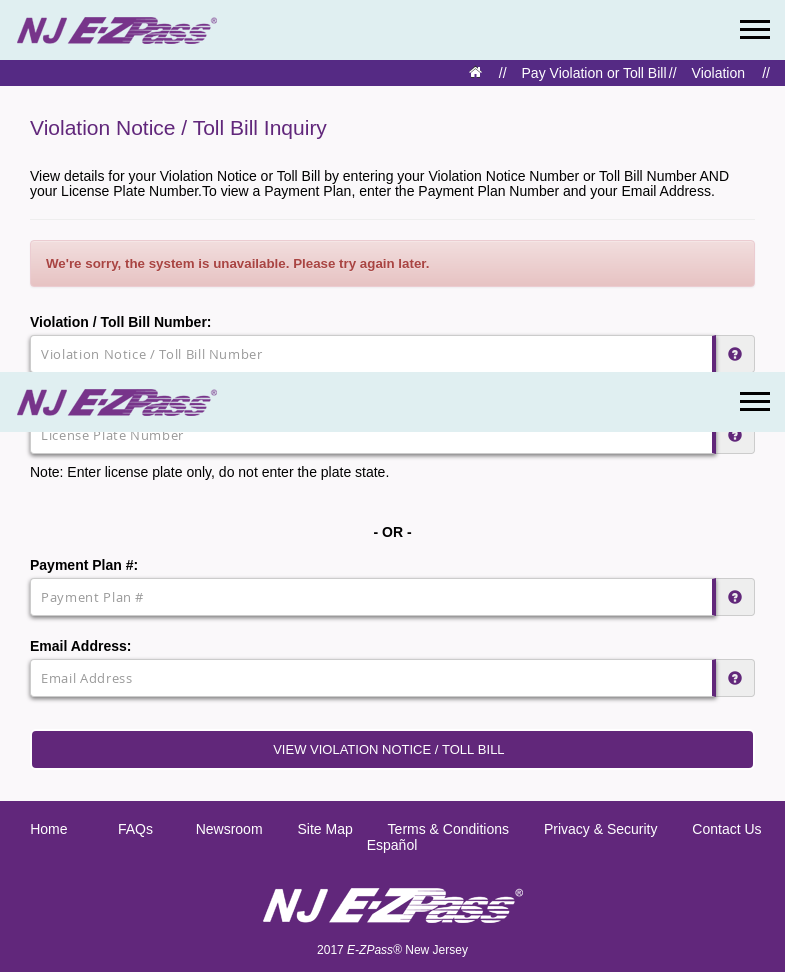 NJ E-ZPass®
// Pay Violation or Toll Bill // Violation //
Violation Notice / Toll Bill Inquiry
View details for your Violation Notice or Toll Bill by entering your Violation Notice Number or Toll Bill Number AND
your License Plate Number.To view a Payment Plan, enter the Payment Plan Number and your Email Address.
We're sorry, the system is unavailable. Please try again later.
Violation / Toll Bill Number:
Violation Notice / Toll Bill Number
NJ E-ZPass®
License Plate Number
Note: Enter license plate only, do not enter the plate state.
- OR -
Payment Plan #:
Payment Plan #
Email Address:
Email Address
VIEW VIOLATION NOTICE / TOLL BILL
Home FAQs Newsroom Site Map Terms & Conditions Privacy & Security Contact Us
Español
NJ E-ZPass®
2017 E-ZPass® New Jersey